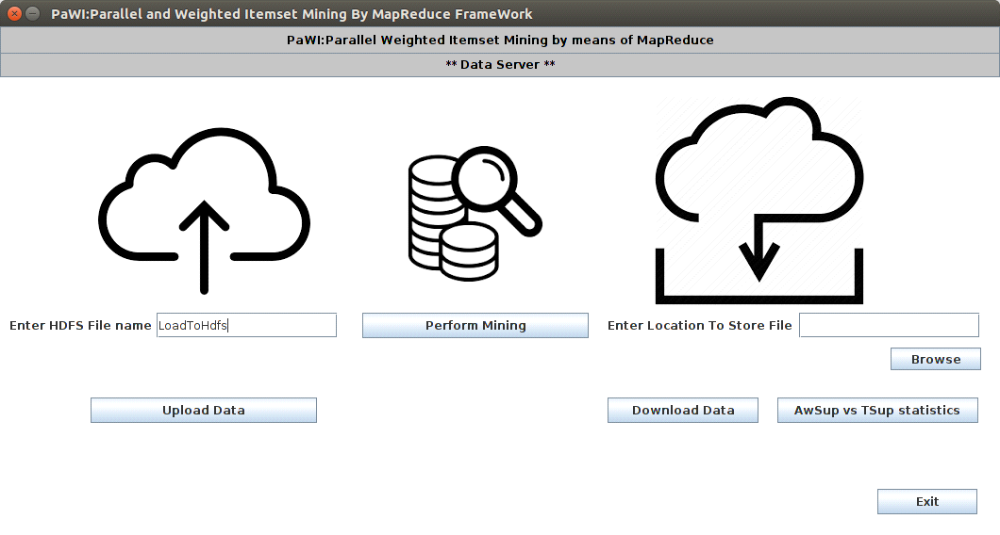 PaWI:Parallel and Weighted Itemset Mining By MapReduce FrameWork
PaWI:Parallel Weighted Itemset Mining by means of MapReduce
** Data Server **
Enter HDFS File name LoadToHdfs
Perform Mining
Enter Location To Store File
Browse
Upload Data
Download Data
AwSup vs TSup statistics
Exit